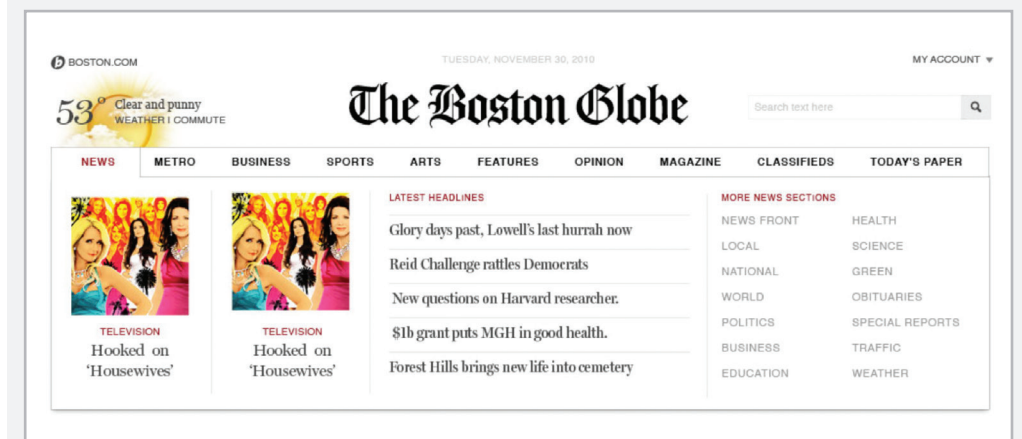 BOSTON.COM
TUESDAY, NOVEMBER 30, 2010
MY ACCOUNT
53° Clear and punny
WEATHER | COMMUTE
The Boston Globe
Search text here
NEWS METRO BUSINESS SPORTS ARTS FEATURES OPINION MAGAZINE CLASSIFIEDS TODAY'S PAPER
TELEVISION
Hooked on
‘Housewives’
TELEVISION
Hooked on
‘Housewives’
LATEST HEADLINES
Glory days past, Lowell's last hurrah now
Reid Challenge rattles Democrats
New questions on Harvard researcher.
$1b grant puts MGH in good health.
Forest Hills brings new life into cemetery
MORE NEWS SECTIONS
NEWS FRONT
LOCAL
NATIONAL
WORLD
POLITICS
BUSINESS
EDUCATION
HEALTH
SCIENCE
GREEN
OBITUARIES
SPECIAL REPORTS
TRAFFIC
WEATHER